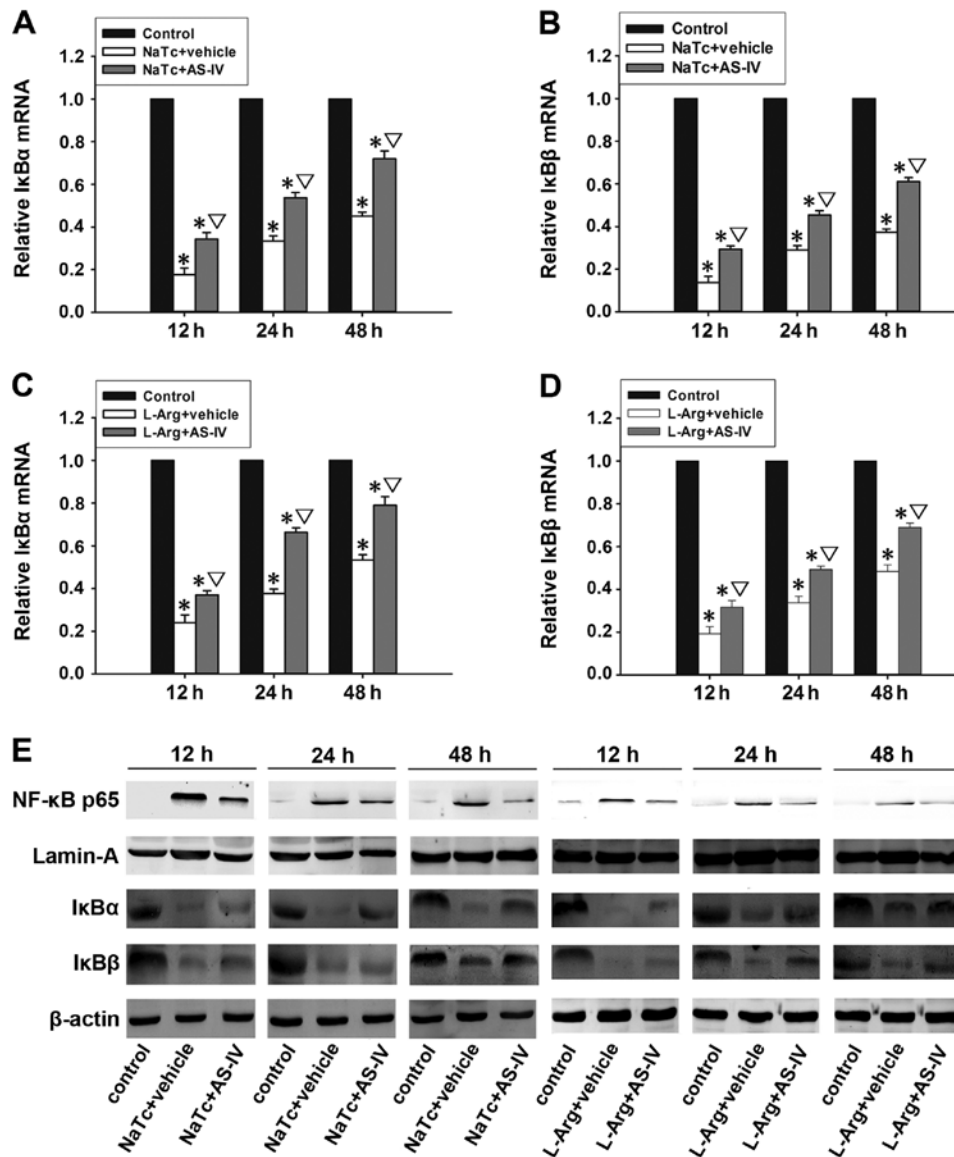 A
Control
NaTc+vehicle
NaTc+AS-IV
Relative IκBα mRNA
1.2
1.0
0.8
0.6
0.4
0.2
0.0
* *▽ * *▽ * *▽
12 h 24 h 48 h
B
Control
NaTc+vehicle
NaTc+AS-IV
Relative IκBβ mRNA
1.2
1.0
0.8
0.6
0.4
0.2
0.0
* *▽ * *▽ * *▽
12 h 24 h 48 h
C
Control
L-Arg+vehicle
L-Arg+AS-IV
Relative IκBα mRNA
1.2
1.0
0.8
0.6
0.4
0.2
0.0
* *▽ * *▽ * *▽
12 h 24 h 48 h
D
Control
L-Arg+vehicle
L-Arg+AS-IV
Relative IκBβ mRNA
1.2
1.0
0.8
0.6
0.4
0.2
0.0
* *▽ * *▽ * *▽
12 h 24 h 48 h
E
12 h 24 h 48 h 12 h 24 h 48 h
NF-κB p65
Lamin-A
IκBα
IκBβ
β-actin
control
NaTc+vehicle
NaTc+AS-IV
control
NaTc+vehicle
NaTc+AS-IV
control
NaTc+vehicle
NaTc+AS-IV
control
L-Arg+vehicle
L-Arg+AS-IV
control
L-Arg+vehicle
L-Arg+AS-IV
control
L-Arg+vehicle
L-Arg+AS-IV